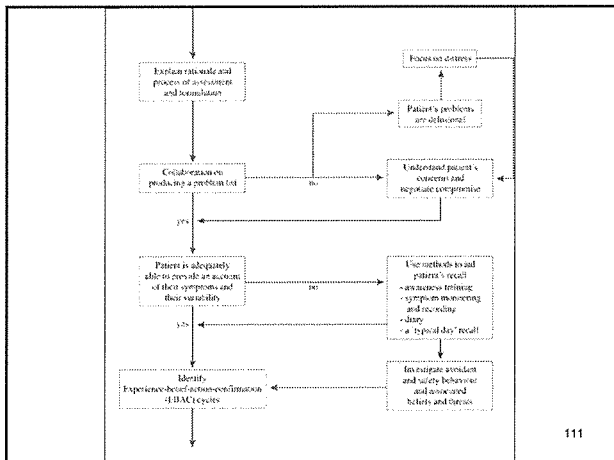 Explain rationale and
process of assessment
and formulation
Focus on distress
Patient's problems
are delusional
Collaboration on
producing a problem list
no
Understand patient's
concerns and
negotiate compromise
yes
Patient is adequately
able to provide an account
of their symptoms and
their variability
no
Use methods to aid
patient's recall
- awareness training
- symptom monitoring
and recording
- diary
- a 'typical day' recall
yes
Identify
Experience-belief-action-confirmation
(EBAC) cycles
Investigate avoidant
and safety behaviour
and associated
beliefs and threats
111